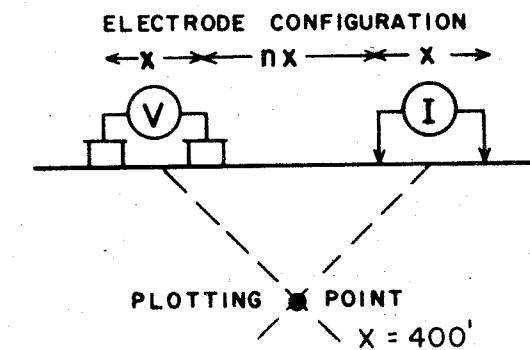 ELECTRODE CONFIGURATION
x nx x
V I
PLOTTING POINT
X = 400'